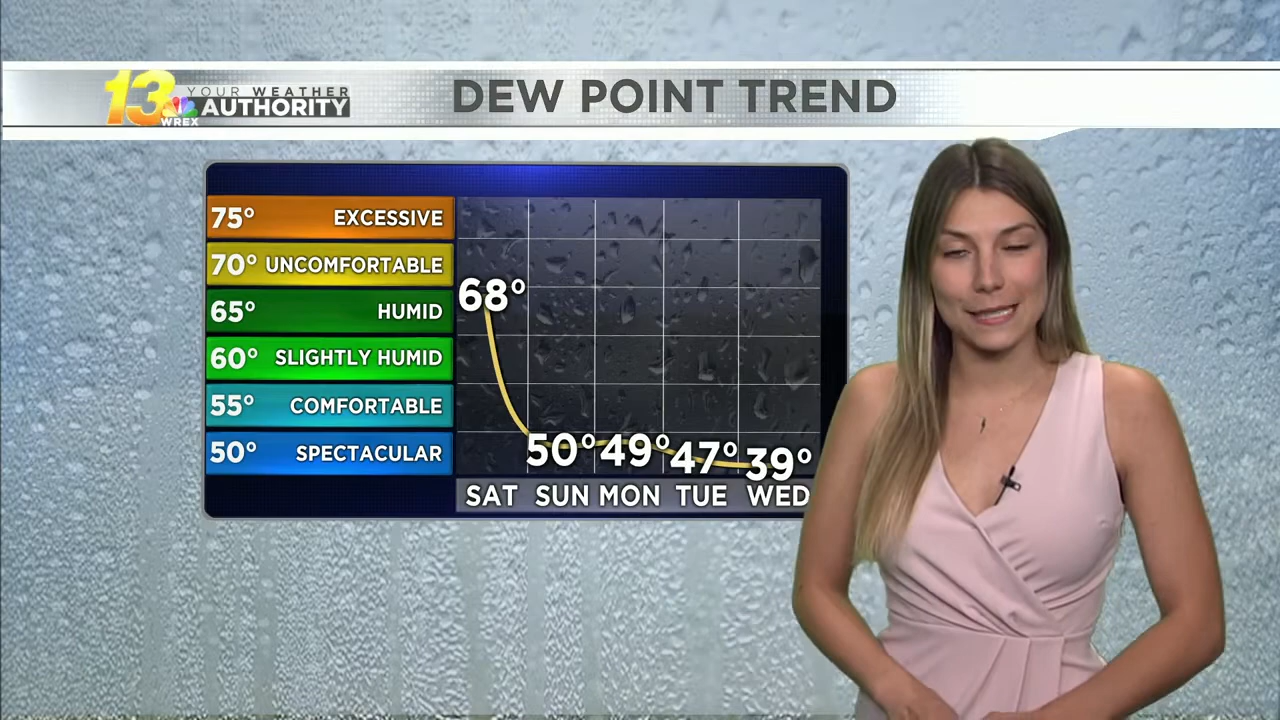 13 YOUR WEATHER
WREX AUTHORITY
DEW POINT TREND
75° EXCESSIVE
70° UNCOMFORTABLE
65° HUMID
60° SLIGHTLY HUMID
55° COMFORTABLE
50° SPECTACULAR
68° 50° 49° 47° 39°
SAT SUN MON TUE WED